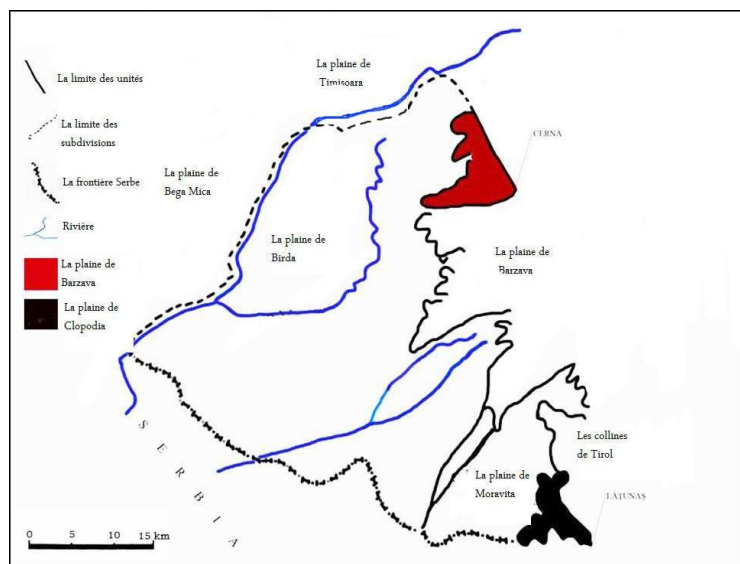 La limite des unités
La limite des
subdivisions
La frontière Serbe
Rivière
La plaine de
Barzava
La plaine de
Clopodia
La plaine de
Timisoara
La plaine de
Bega Mica
La plaine de
Birda
CERNA
La plaine de
Barzava
Les collines
de Tirol
La plaine de
Moravita
LĂȚUNAȘ
SERBIA
0 5 10 15 km